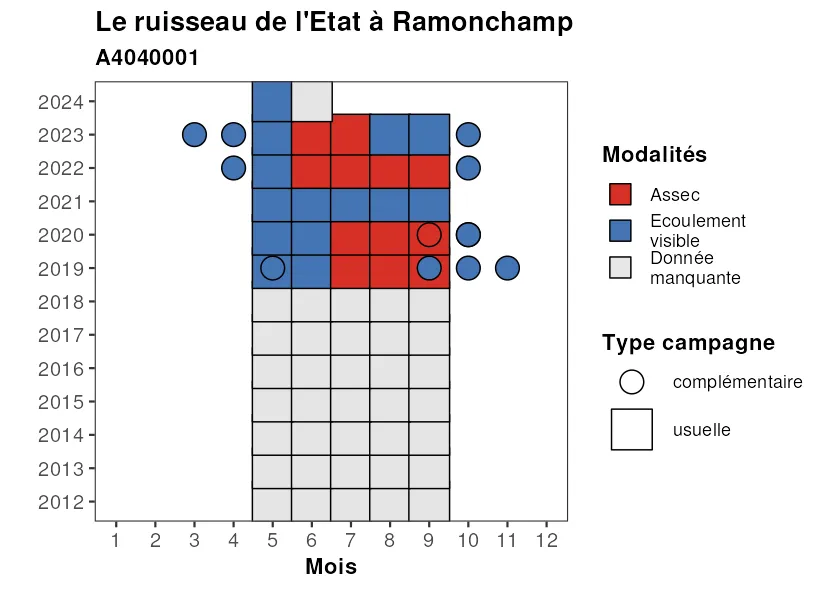 Le ruisseau de l'Etat à Ramonchamp
A4040001
2024
2023
2022
2021
2020
2019
2018
2017
2016
2015
2014
2013
2012
1 2 3 4 5 6 7 8 9 10 11 12
Mois
Modalités
Assec
Ecoulement
visible
Donnée
manquante
Type campagne
complémentaire
usuelle